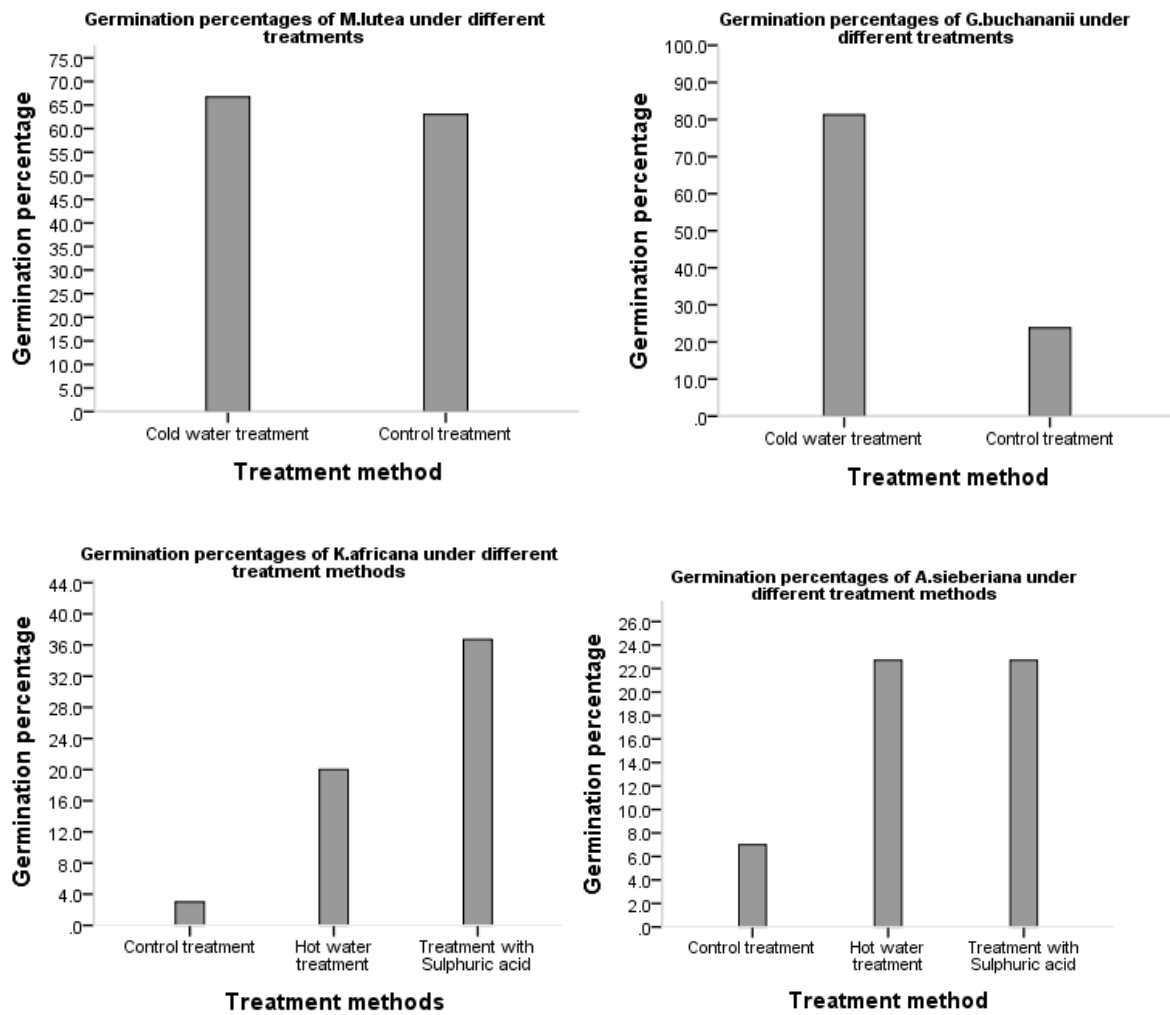 Germination percentages of M.lutea under different
treatments
75.0
70.0
65.0
60.0
55.0
50.0
45.0
40.0
35.0
30.0
25.0
20.0
15.0
10.0
5.0
.0
Germination percentage
Cold water treatment
Control treatment
Treatment method
Germination percentages of G.buchananii under
different treatments
100.0
90.0
80.0
70.0
60.0
50.0
40.0
30.0
20.0
10.0
.0
Germination percentage
Cold water treatment
Control treatment
Treatment method
Germination percentages of K.africana under different
treatment methods
44.0
40.0
36.0
32.0
28.0
24.0
20.0
16.0
12.0
8.0
4.0
.0
Germination percentage
Control treatment
Hot water
treatment
Treatment with
Sulphuric acid
Treatment methods
Germination percentages of A.sieberiana under
different treatment methods
26.0
24.0
22.0
20.0
18.0
16.0
14.0
12.0
10.0
8.0
6.0
4.0
2.0
.0
Germination percentage
Control treatment
Hot water
treatment
Treatment with
Sulphuric acid
Treatment method